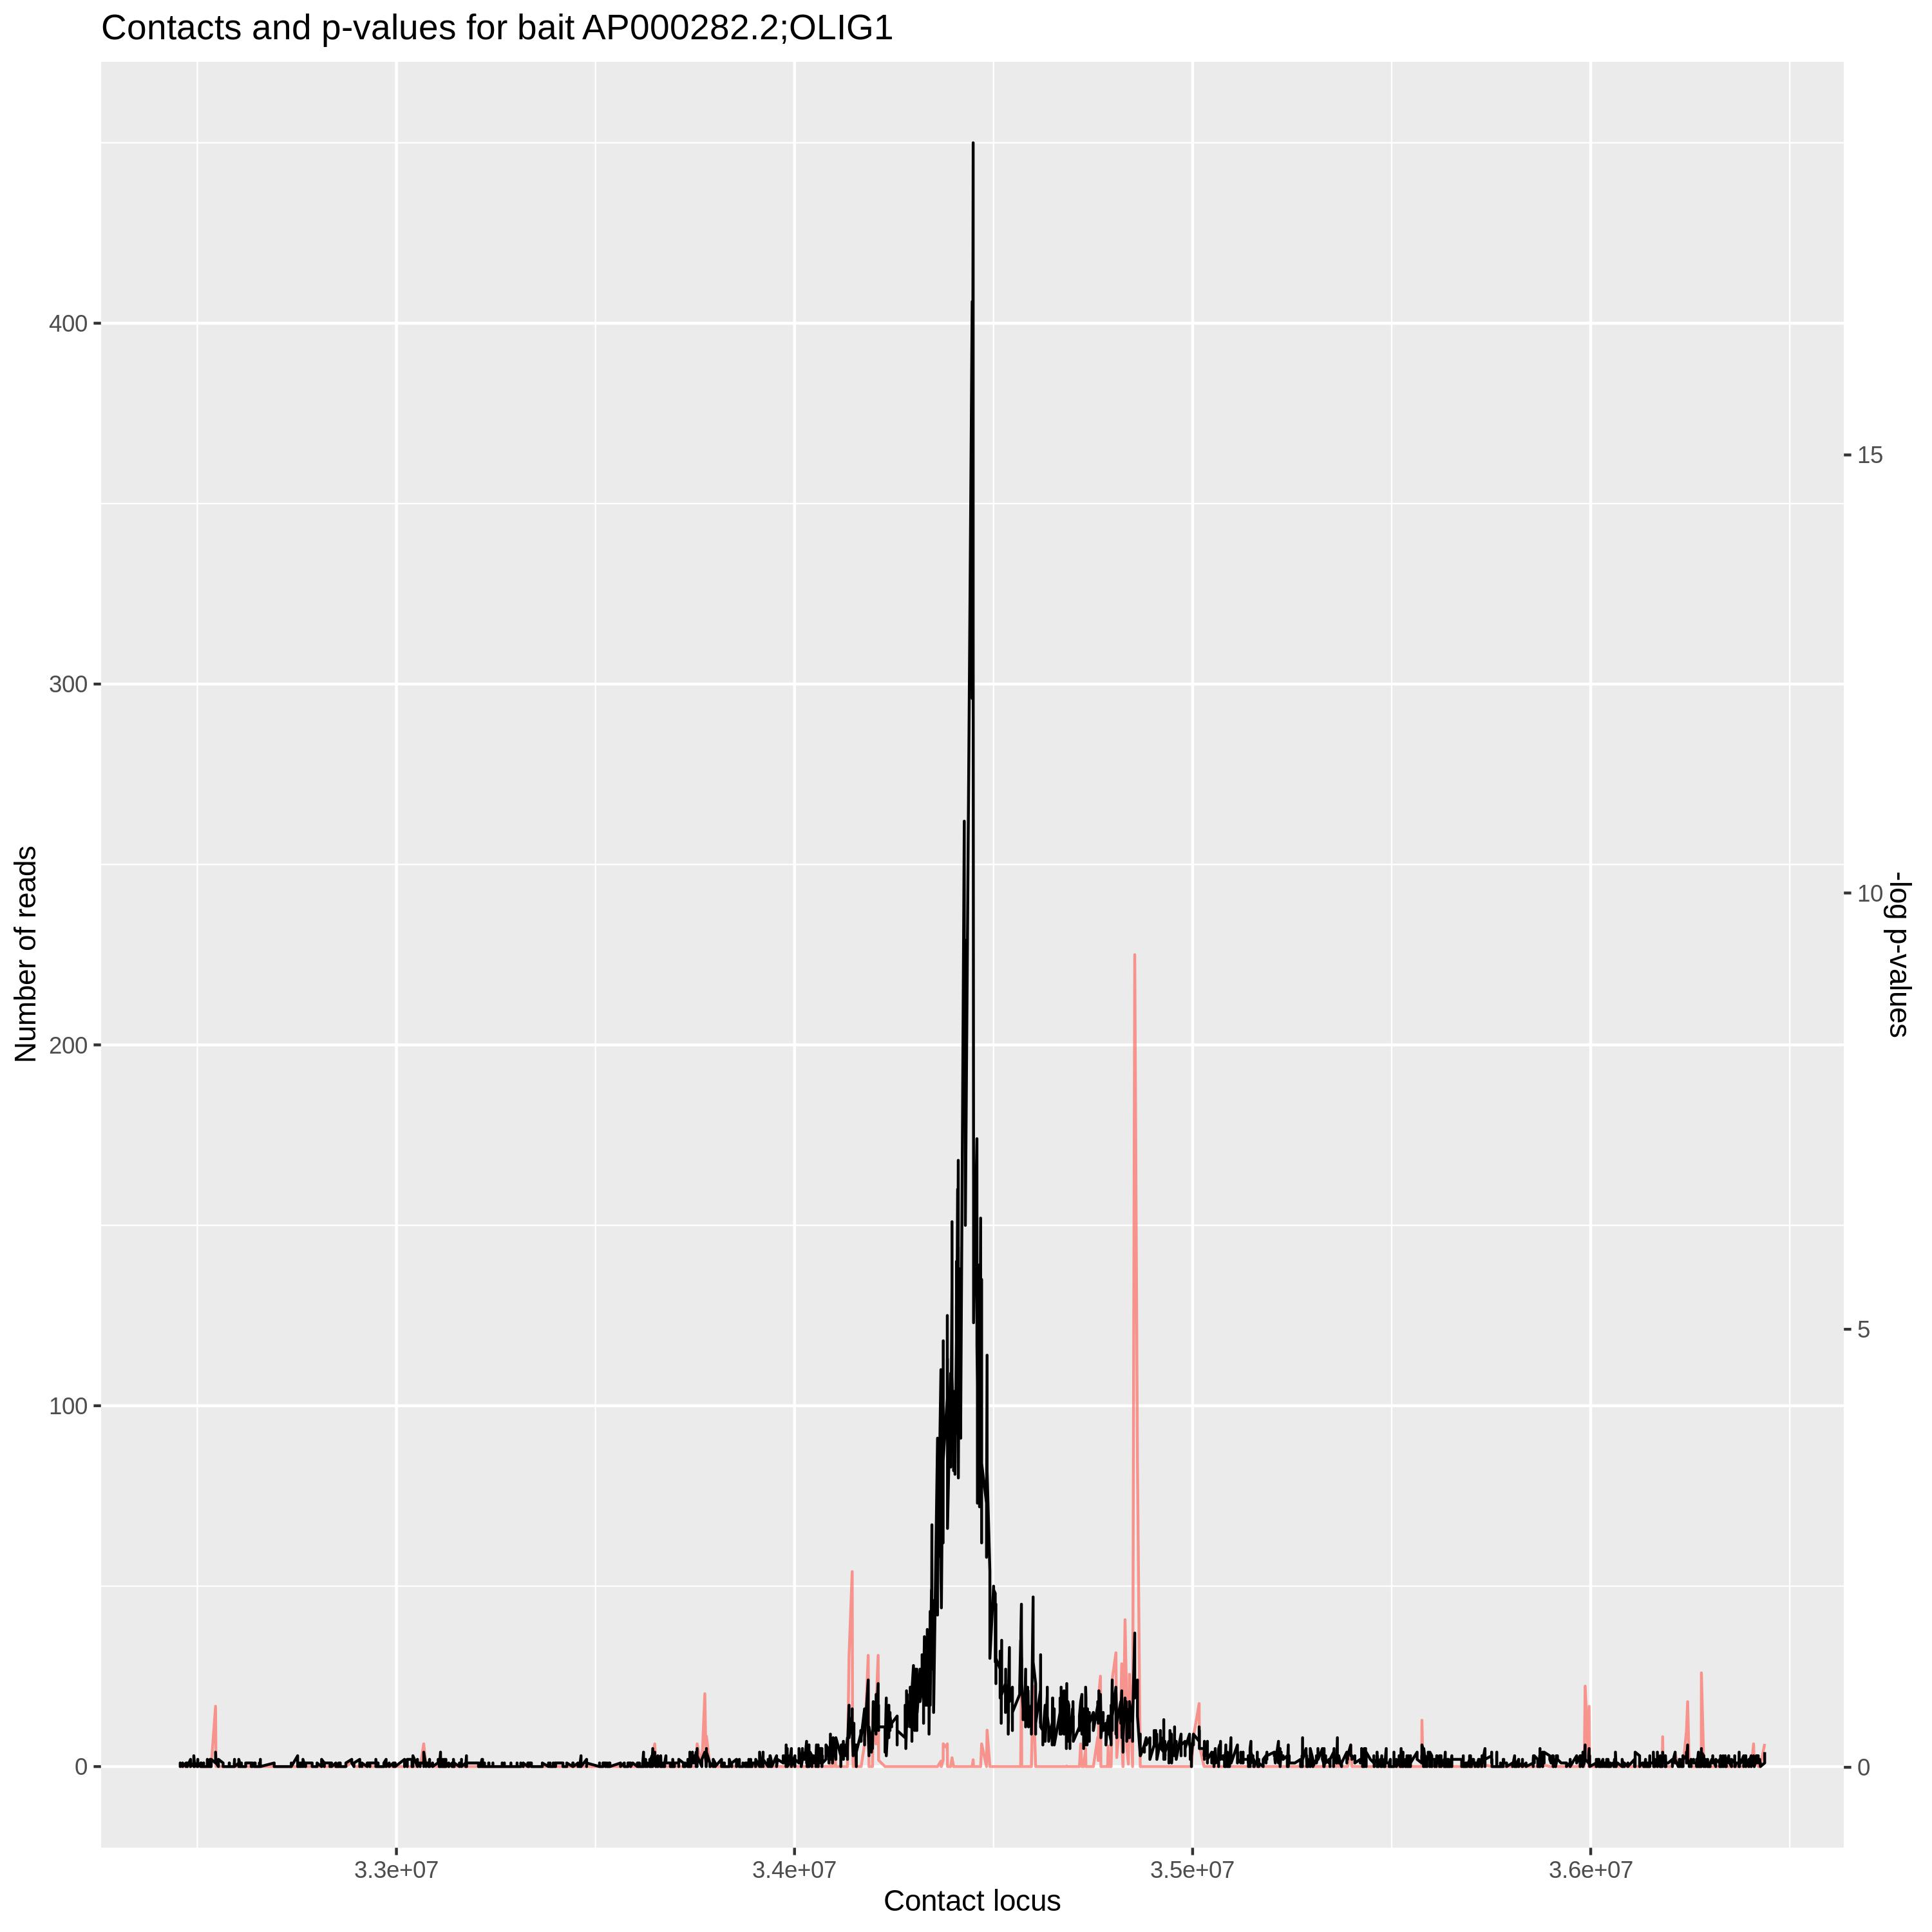 Contacts and p-values for bait AP000282.2;OLIG1
400
300
200
100
0
Number of reads
15
10
5
0
-log p-values
3.3e+07
3.4e+07
3.5e+07
3.6e+07
Contact locus